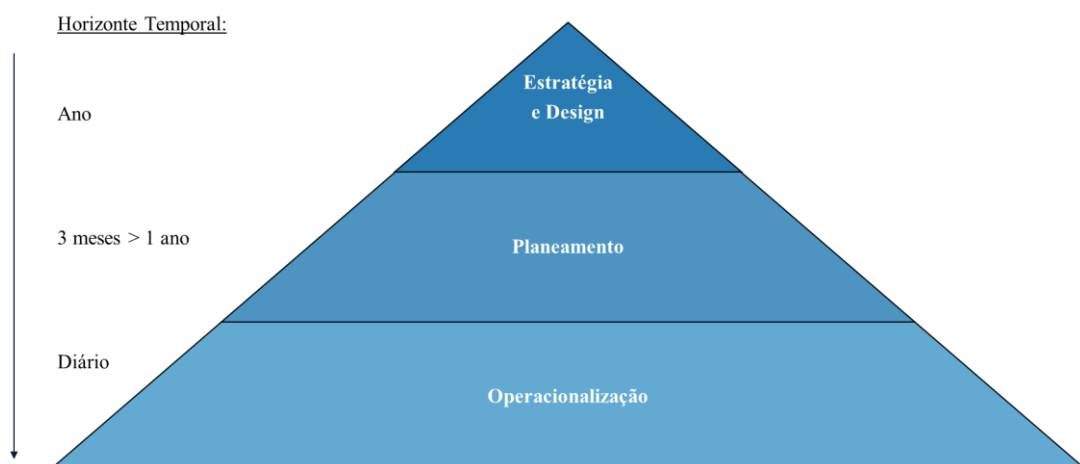 Horizonte Temporal:
Estratégia
e Design
Ano
3 meses > 1 ano
Planeamento
Diário
Operacionalização